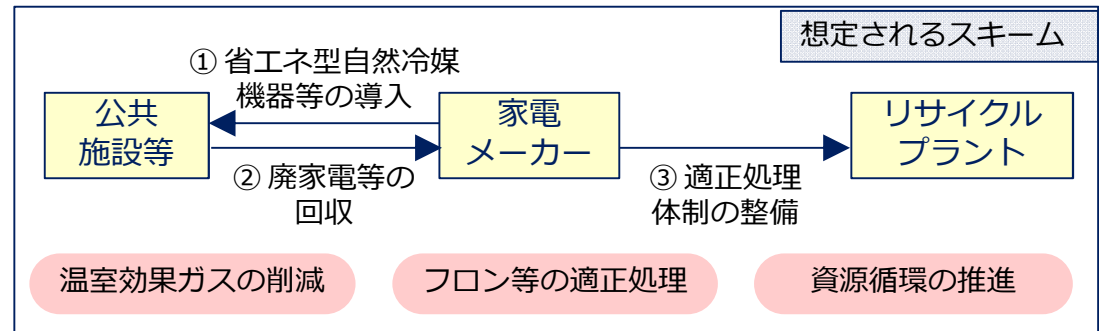 想定されるスキーム
① 省エネ型自然冷媒
機器等の導入
公共
施設等
家電
メーカー
リサイクル
プラント
② 廃家電等の
回収
③ 適正処理
体制の整備
温室効果ガスの削減
フロン等の適正処理
資源循環の推進